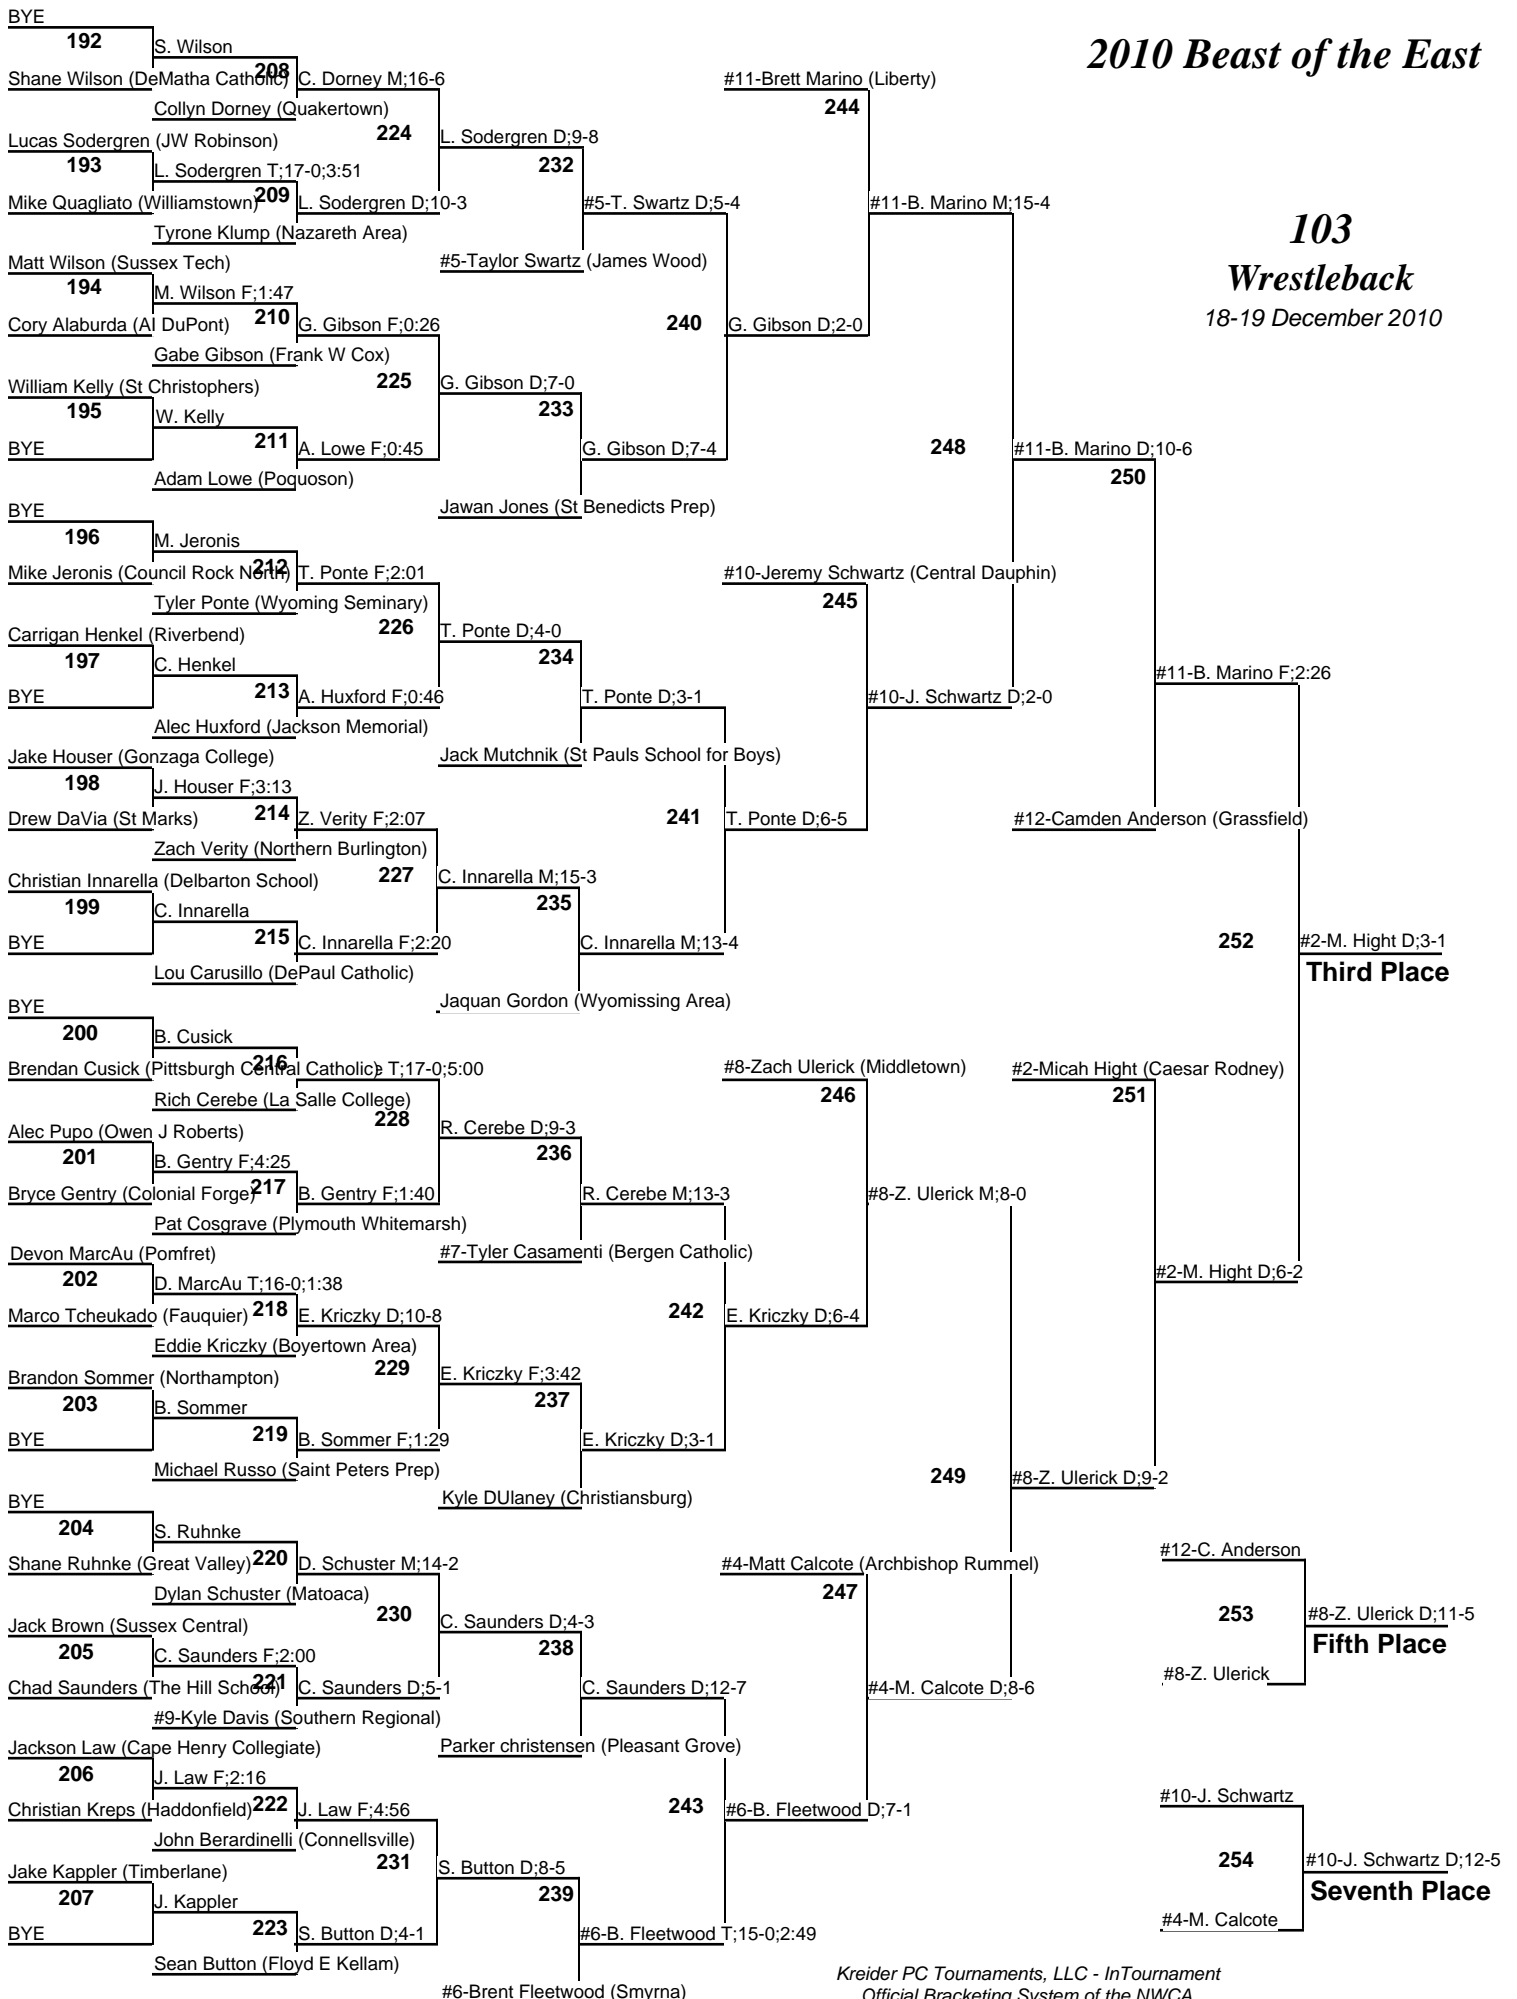 2010 Beast of the East
103
Wrestleback
18-19 December 2010
BYE
192
Shane Wilson (DeMatha Catholic)
Lucas Sodergren (JW Robinson)
193
Mike Quagliato (Williamstown)
Matt Wilson (Sussex Tech)
194
Cory Alaburda (AI DuPont)
William Kelly (St Christophers)
195
BYE
BYE
196
Mike Jeronis (Council Rock North)
Carrigan Henkel (Riverbend)
197
BYE
Jake Houser (Gonzaga College)
198
Drew DaVia (St Marks)
Christian Innarella (Delbarton School)
199
BYE
BYE
200
Brendan Cusick (Pittsburgh Central Catholic)
Alec Pupo (Owen J Roberts)
201
Bryce Gentry (Colonial Forge)
Devon MarcAu (Pomfret)
202
Marco Tcheukado (Fauquier)
Brandon Sommer (Northampton)
203
BYE
BYE
204
Shane Ruhnke (Great Valley)
Jack Brown (Sussex Central)
205
Chad Saunders (The Hill School)
Jackson Law (Cape Henry Collegiate)
206
Christian Kreps (Haddonfield)
Jake Kappler (Timberlane)
207
BYE
S. Wilson
208
Collyn Dorney (Quakertown)
L. Sodergren T;17-0;3:51
209
Tyrone Klump (Nazareth Area)
M. Wilson F;1:47
210
Gabe Gibson (Frank W Cox)
W. Kelly
211
Adam Lowe (Poquoson)
M. Jeronis
212
Tyler Ponte (Wyoming Seminary)
C. Henkel
213
Alec Huxford (Jackson Memorial)
J. Houser F;3:13
214
Zach Verity (Northern Burlington)
C. Innarella
215
Lou Carusillo (DePaul Catholic)
B. Cusick
216
Rich Cerebe (La Salle College)
B. Gentry F;4:25
217
Pat Cosgrave (Plymouth Whitemarsh)
D. MarcAu T;16-0;1:38
218
Eddie Kriczky (Boyertown Area)
B. Sommer
219
Michael Russo (Saint Peters Prep)
S. Ruhnke
220
Dylan Schuster (Matoaca)
C. Saunders F;2:00
221
#9-Kyle Davis (Southern Regional)
J. Law F;2:16
222
John Berardinelli (Connellsville)
J. Kappler
223
Sean Button (Floyd E Kellam)
C. Dorney M;16-6
224
L. Sodergren D;10-3
G. Gibson F;0:26
225
A. Lowe F;0:45
T. Ponte F;2:01
226
A. Huxford F;0:46
Z. Verity F;2:07
227
C. Innarella F;2:20
T;17-0;5:00
228
B. Gentry F;1:40
E. Kriczky D;10-8
229
B. Sommer F;1:29
D. Schuster M;14-2
230
C. Saunders D;5-1
J. Law F;4:56
231
S. Button D;4-1
L. Sodergren D;9-8
232
#5-Taylor Swartz (James Wood)
G. Gibson D;7-0
233
Jawan Jones (St Benedicts Prep)
T. Ponte D;4-0
234
Jack Mutchnik (St Pauls School for Boys)
C. Innarella M;15-3
235
Jaquan Gordon (Wyomissing Area)
R. Cerebe D;9-3
236
#7-Tyler Casamenti (Bergen Catholic)
E. Kriczky F;3:42
237
Kyle DUlaney (Christiansburg)
C. Saunders D;4-3
238
Parker christensen (Pleasant Grove)
S. Button D;8-5
239
#6-Brent Fleetwood (Smyrna)
#5-T. Swartz D;5-4
240
G. Gibson D;7-4
T. Ponte D;3-1
241
C. Innarella M;13-4
R. Cerebe M;13-3
242
E. Kriczky D;3-1
C. Saunders D;12-7
243
#6-B. Fleetwood T;15-0;2:49
#11-Brett Marino (Liberty)
244
G. Gibson D;2-0
#10-Jeremy Schwartz (Central Dauphin)
245
T. Ponte D;6-5
#8-Zach Ulerick (Middletown)
246
E. Kriczky D;6-4
#4-Matt Calcote (Archbishop Rummel)
247
#6-B. Fleetwood D;7-1
#11-B. Marino M;15-4
248
#10-J. Schwartz D;2-0
#8-Z. Ulerick M;8-0
249
#4-M. Calcote D;8-6
#11-B. Marino D;10-6
250
#12-Camden Anderson (Grassfield)
#2-Micah Hight (Caesar Rodney)
251
#8-Z. Ulerick D;9-2
#11-B. Marino F;2:26
252
#2-M. Hight D;6-2
#2-M. Hight D;3-1
Third Place
#12-C. Anderson
253
#8-Z. Ulerick
#8-Z. Ulerick D;11-5
Fifth Place
#10-J. Schwartz
254
#4-M. Calcote
#10-J. Schwartz D;12-5
Seventh Place
Kreider PC Tournaments, LLC - InTournament
Official Bracketing System of the NWCA